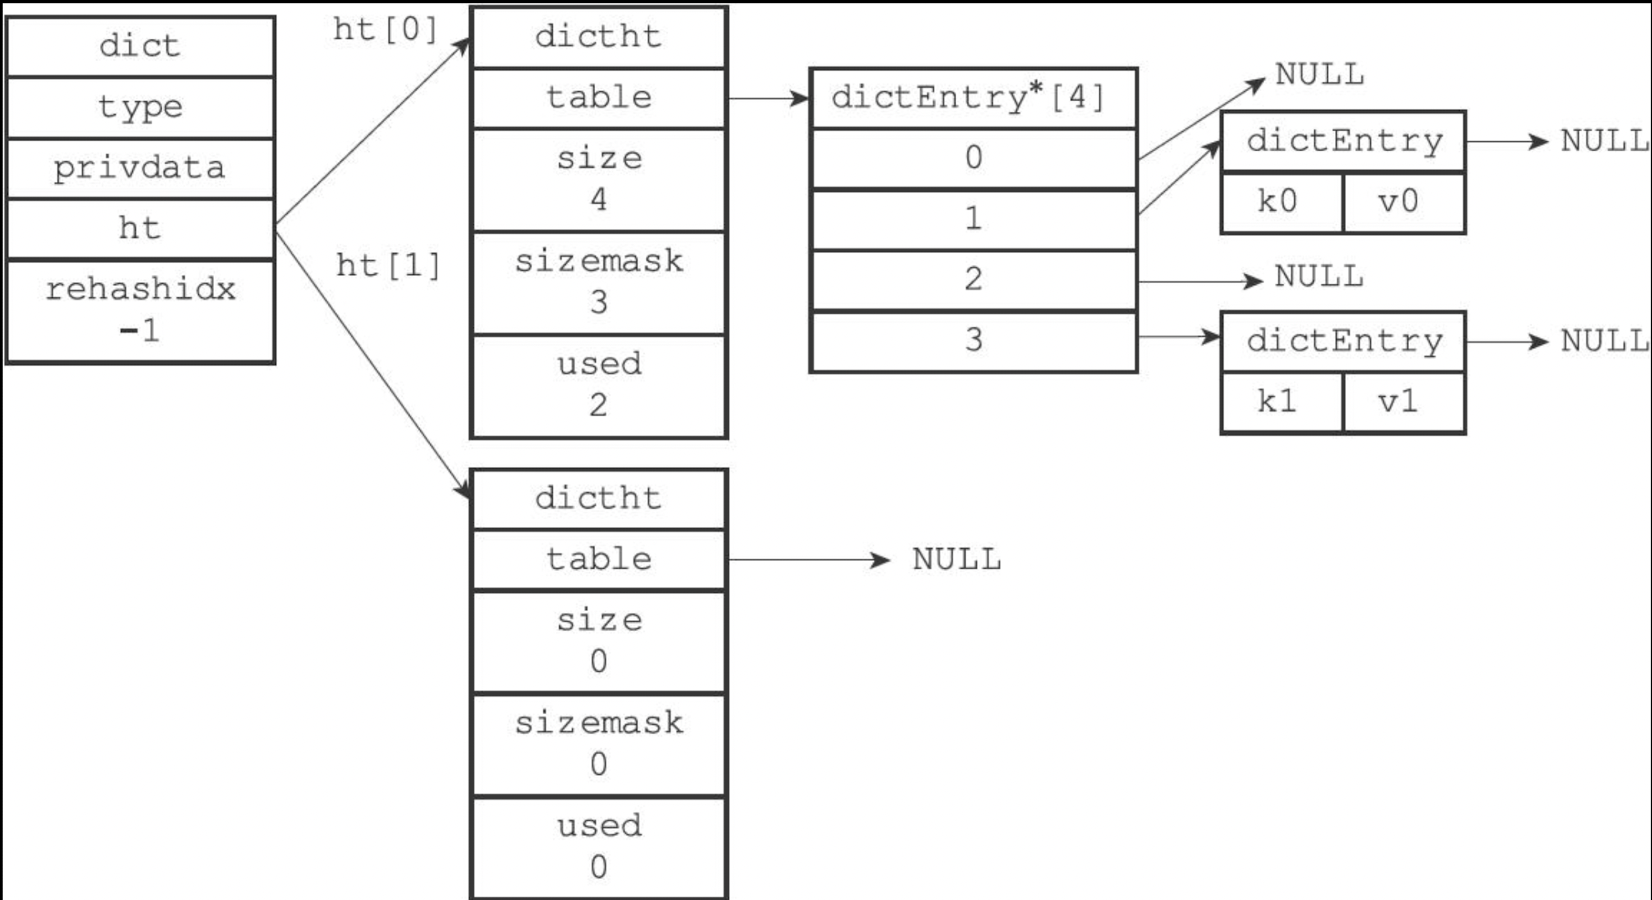 dict
type
privdata
ht
rehashidx
-1
ht[0]
ht[1]
dictht
table
size
4
sizemask
3
used
2
dictht
table
size
0
sizemask
0
used
0
NULL
dictEntry*[4]
0
1
2
3
NULL
dictEntry
k0 v0
NULL
NULL
dictEntry
k1 v1
NULL